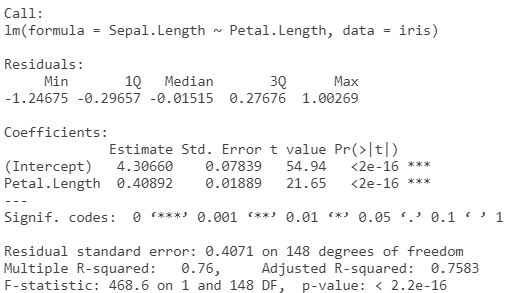 Call:
lm(formula = Sepal.Length ~ Petal.Length, data = iris)
Residuals:
Min 1Q Median 3Q Max
-1.24675 -0.29657 -0.01515 0.27676 1.00269
Coefficients:
Estimate Std. Error t value Pr(>|t|)
(Intercept) 4.30660 0.07839 54.94 <2e-16 ***
Petal.Length 0.40892 0.01889 21.65 <2e-16 ***
---
Signif. codes: 0 ‘***’ 0.001 ‘**’ 0.01 ‘*’ 0.05 ‘.’ 0.1 ‘ ’ 1
Residual standard error: 0.4071 on 148 degrees of freedom
Multiple R-squared: 0.76, Adjusted R-squared: 0.7583
F-statistic: 468.6 on 1 and 148 DF, p-value: < 2.2e-16